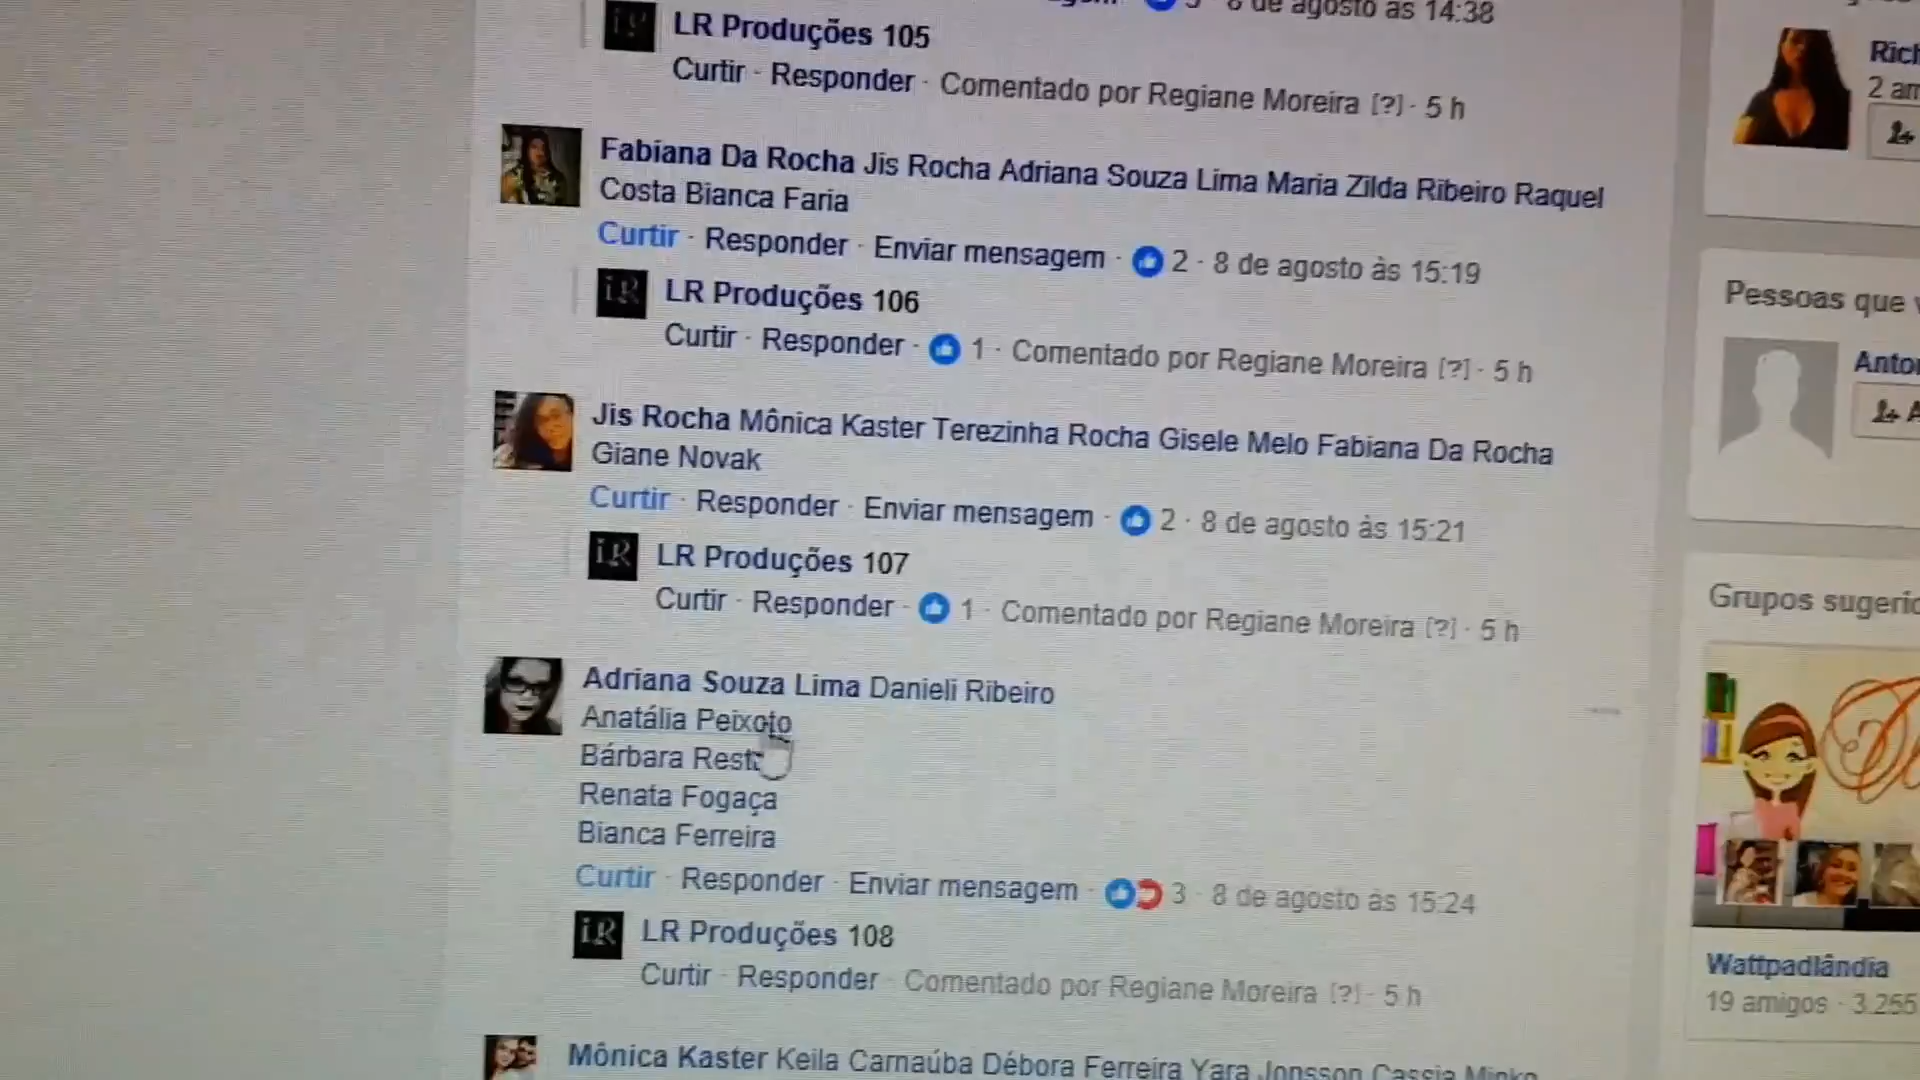 8 de agosto às 14:38
LR Produções 105
Curtir · Responder · Comentado por Regiane Moreira [?] · 5 h
Fabiana Da Rocha Jis Rocha Adriana Souza Lima Maria Zilda Ribeiro Raquel
Costa Bianca Faria
Curtir · Responder · Enviar mensagem · 2 · 8 de agosto às 15:19
LR Produções 106
Curtir · Responder · 1 · Comentado por Regiane Moreira [?] · 5 h
Jis Rocha Mônica Kaster Terezinha Rocha Gisele Melo Fabiana Da Rocha
Giane Novak
Curtir · Responder · Enviar mensagem · 2 · 8 de agosto às 15:21
LR Produções 107
Curtir · Responder · 1 · Comentado por Regiane Moreira [?] · 5 h
Adriana Souza Lima Danieli Ribeiro
Anatália Peixoto
Bárbara
Renata Fogaça
Bianca Ferreira
Curtir · Responder · Enviar mensagem · 3 · 8 de agosto às 15:24
LR Produções 108
Curtir · Responder · Comentado por Regiane Moreira [?] · 5 h
Mônica Kaster Keila Carnaúba Débora Ferreira Yara Jonsson Cassia
2
Pessoas que
Grupos
Wattpadlândia
19 amigos · 3.255